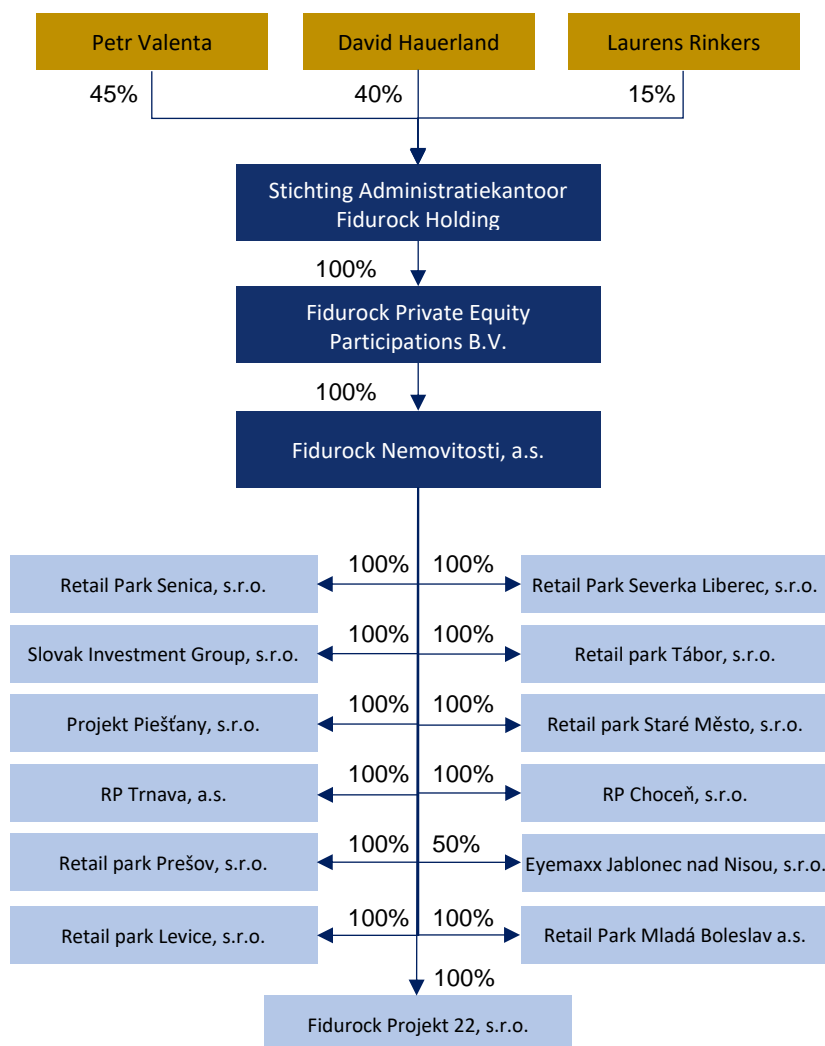 Petr Valenta
David Hauerland
Laurens Rinkers
45%
40%
15%
Stichting Administratiekantoor
Fidurock Holding
100%
Fidurock Private Equity
Participations B.V.
100%
Fidurock Nemovitosti, a.s.
100%
100%
Retail Park Senica, s.r.o.
Retail Park Severka Liberec, s.r.o.
100%
100%
Slovak Investment Group, s.r.o.
Retail park Tábor, s.r.o.
100%
100%
Projekt Piešťany, s.r.o.
Retail park Staré Město, s.r.o.
100%
100%
RP Trnava, a.s.
RP Choceň, s.r.o.
100%
50%
Retail park Prešov, s.r.o.
Eyemaxx Jablonec nad Nisou, s.r.o.
100%
100%
Retail park Levice, s.r.o.
Retail Park Mladá Boleslav a.s.
100%
Fidurock Projekt 22, s.r.o.